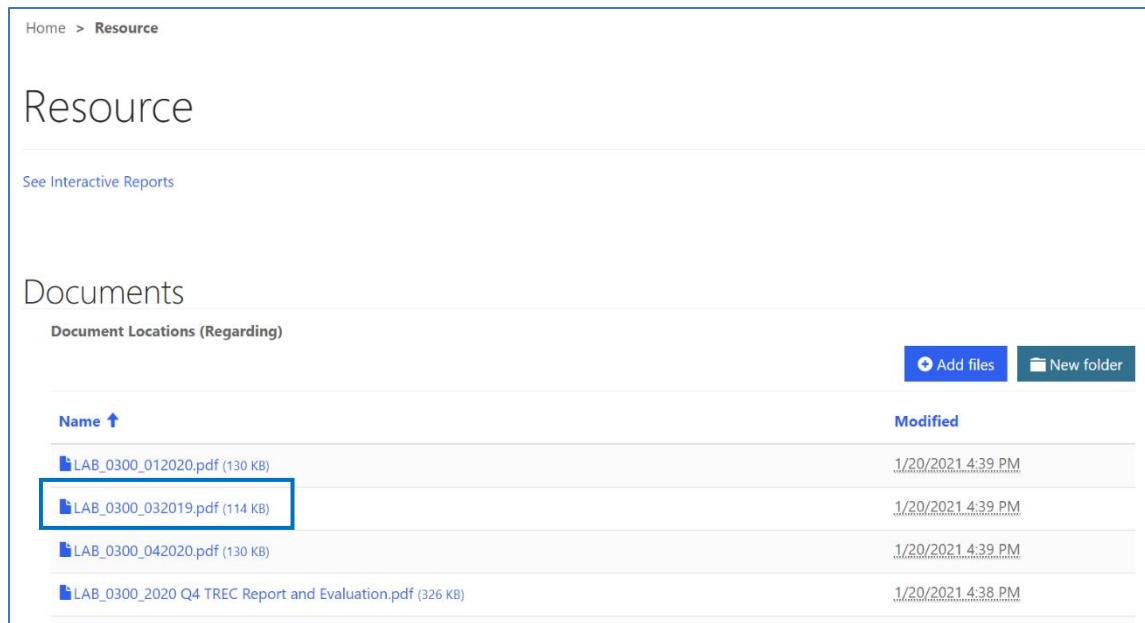 Home > Resource
Resource
See Interactive Reports
Documents
Document Locations (Regarding)
Add files New folder
Name Modified
LAB_0300_012020.pdf (130 KB) 1/20/2021 4:39 PM
LAB_0300_032019.pdf (114 KB) 1/20/2021 4:39 PM
LAB_0300_042020.pdf (130 KB) 1/20/2021 4:39 PM
LAB_0300_2020 Q4 TREC Report and Evaluation.pdf (326 KB) 1/20/2021 4:38 PM